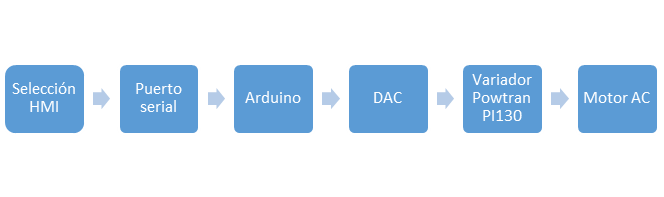 Selección
HMI
Puerto
serial
Arduino
DAC
Variador
Powtran
PI130
Motor AC